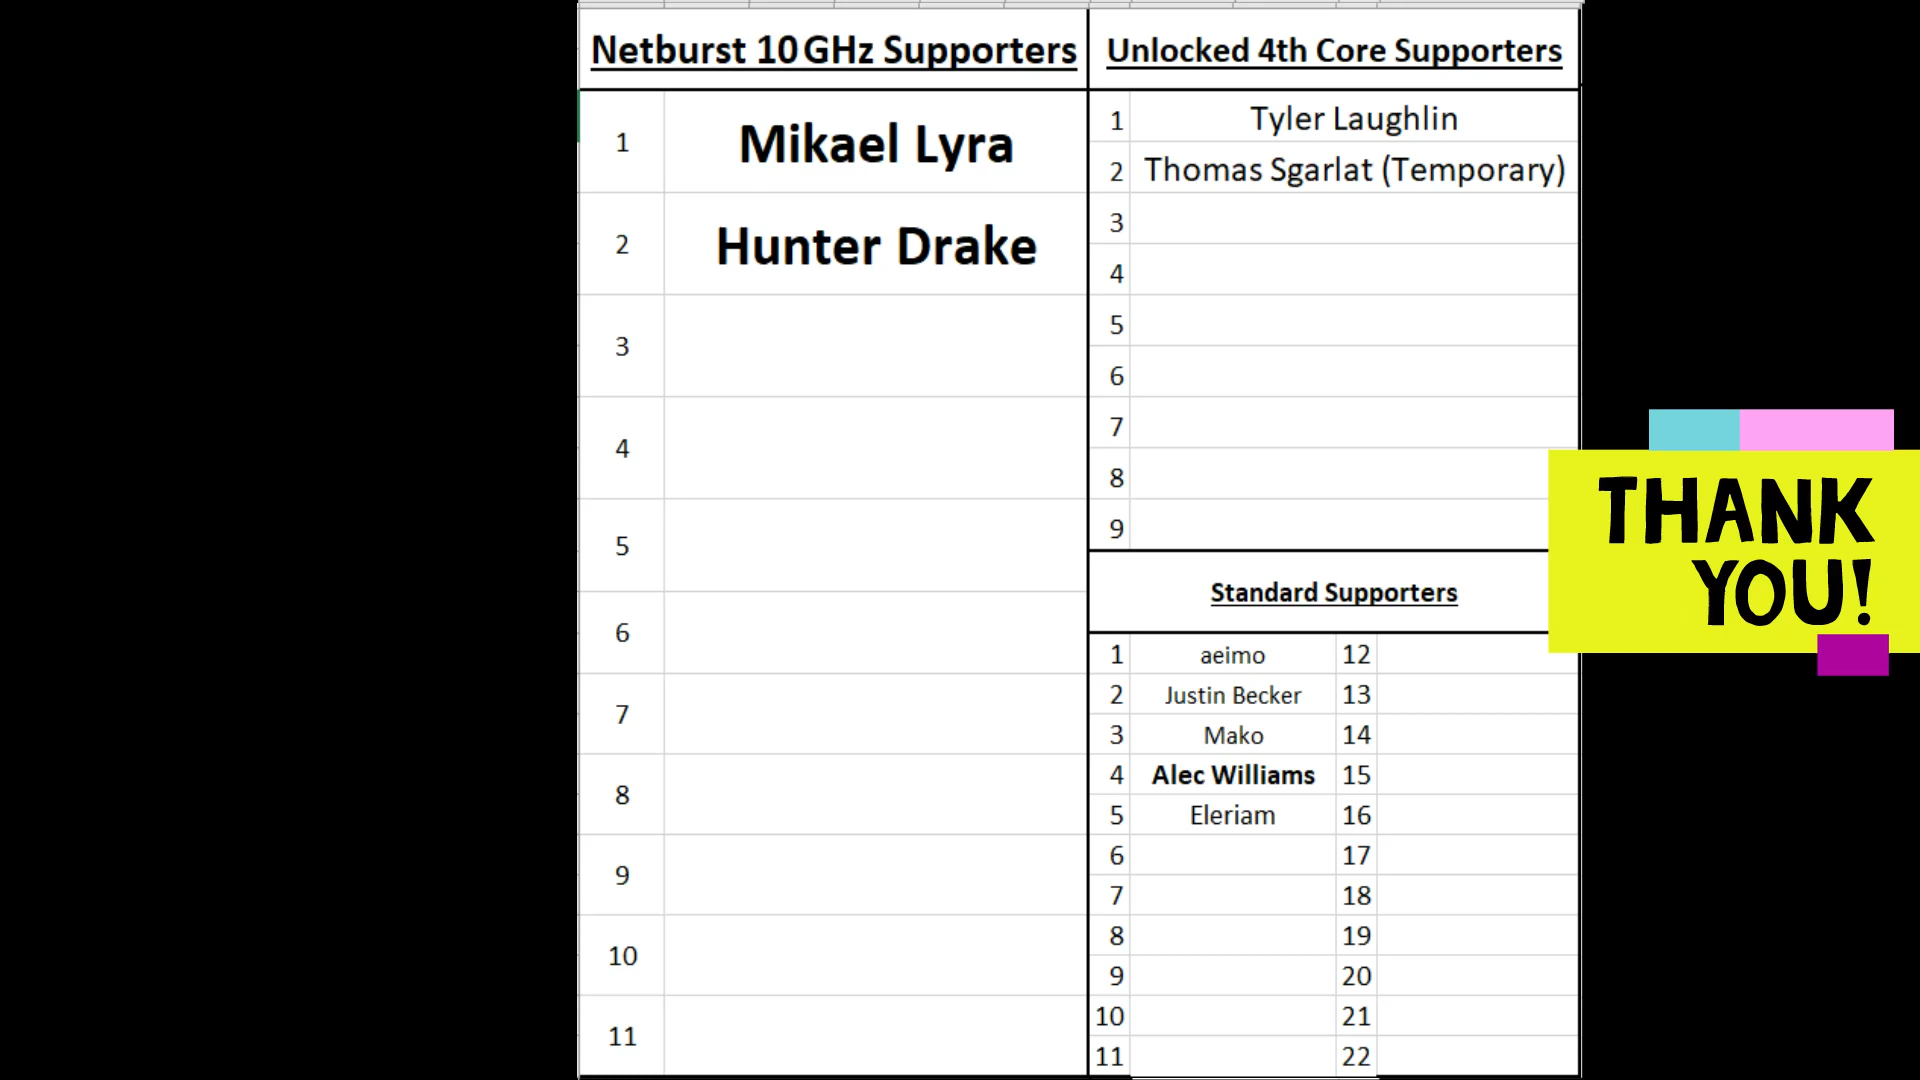 Netburst 10GHz Supporters
1 Mikael Lyra
2 Hunter Drake
3
4
5
6
7
8
9
10
11
Unlocked 4th Core Supporters
1 Tyler Laughlin
2 Thomas Sgarlat (Temporary)
3
4
5
6
7
8
9
Standard Supporters
1 aeimo 12
2 Justin Becker 13
3 Mako 14
4 Alec Williams 15
5 Eleriam 16
6 17
7 18
8 19
9 20
10 21
11 22
THANK
YOU!